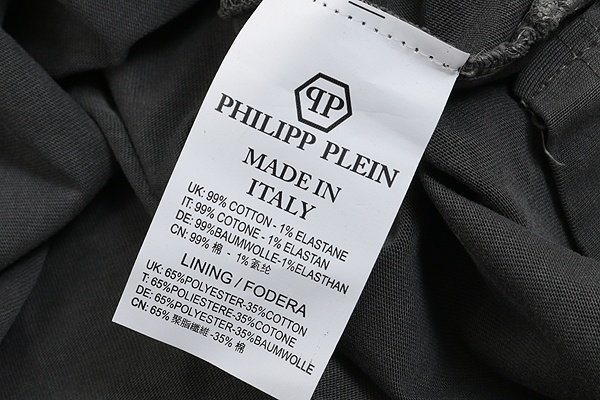 PP
PHILIPP PLEIN
MADE IN
ITALY
UK: 99% COTTON - 1% ELASTANE
IT: 99% COTONE - 1% ELASTAN
DE: 99%BAUMWOLLE-1%ELASTHAN
CN: 99% 棉 - 1% 氨纶
LINING / FODERA
UK: 65%POLYESTER-35%COTTON
T: 65%POLIESTERE-35%COTONE
DE: 65%POLYESTER-35%BAUMWOLLE
CN: 65% 聚脂纖維 -35% 棉